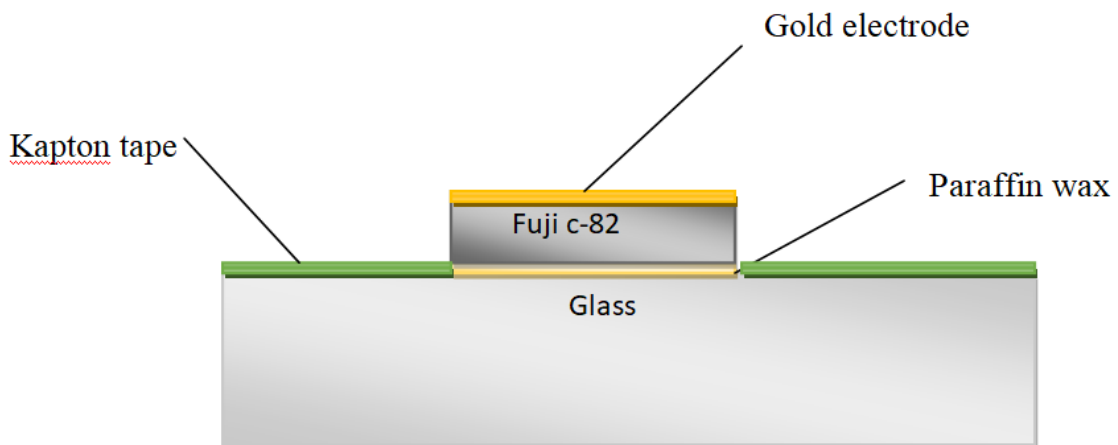 Gold electrode
Kapton tape
Paraffin wax
Fuji c-82
Glass